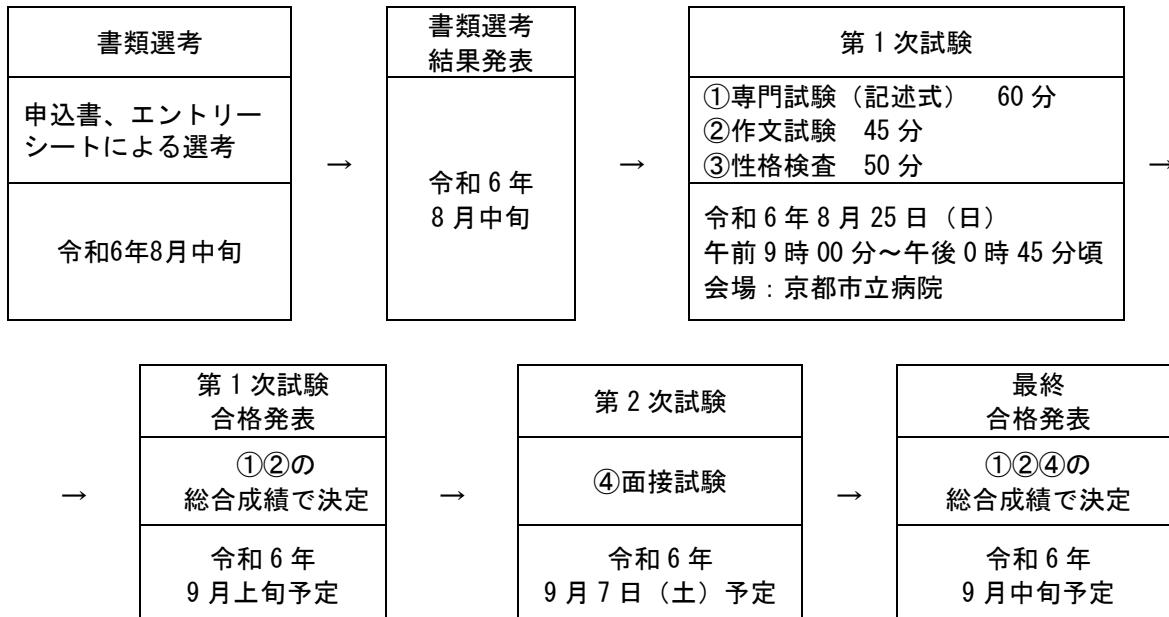 書類選考
申込書、エントリー
シートによる選考
令和6年8月中旬
→
書類選考
結果発表
令和6年
8月中旬
→
第1次試験
①専門試験（記述式）　60分
②作文試験　45分
③性格検査　50分
令和6年8月25日（日）
午前9時00分～午後0時45分頃
会場：京都市立病院
→
→
第1次試験
合格発表
①②の
総合成績で決定
令和6年
9月上旬予定
→
第2次試験
④面接試験
令和6年
9月7日（土）予定
→
最終
合格発表
①②④の
総合成績で決定
令和6年
9月中旬予定